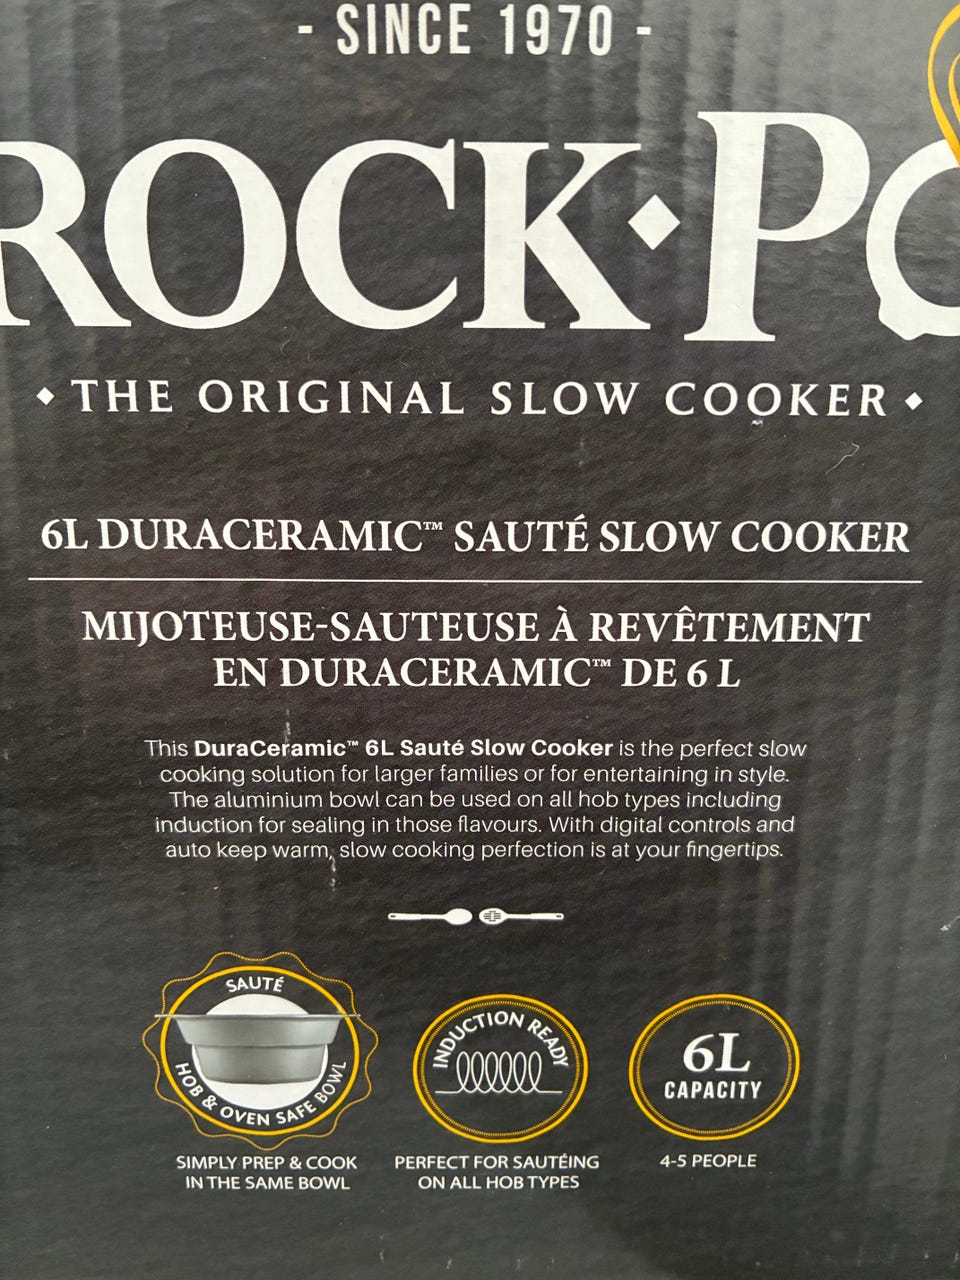 - SINCE 1970 -
ROCK·PO
• THE ORIGINAL SLOW COOKER •
6L DURACERAMIC™ SAUTÉ SLOW COOKER
MIJOTEUSE-SAUTEUSE À REVÊTEMENT
EN DURACERAMIC™ DE 6 L
This DuraCeramic™ 6L Sauté Slow Cooker is the perfect slow
cooking solution for larger families or for entertaining in style.
The aluminium bowl can be used on all hob types including
induction for sealing in those flavours. With digital controls and
auto keep warm, slow cooking perfection is at your fingertips.
SAUTÉ
HOB & OVEN SAFE BOWL
SIMPLY PREP & COOK
IN THE SAME BOWL
INDUCTION READY
PERFECT FOR SAUTÉING
ON ALL HOB TYPES
6L
CAPACITY
4-5 PEOPLE